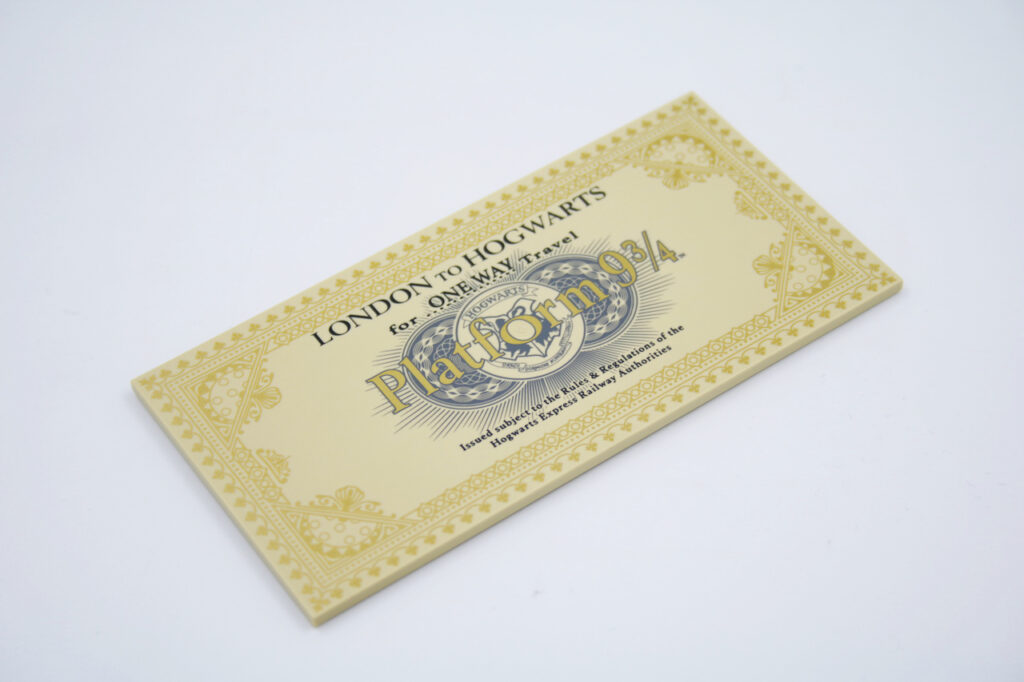 LONDON TO HOGWARTS
for ...ONE WAY... Travel
HOGWARTS
Platform 9¾™
Issued subject to the Rules & Regulations of the
Hogwarts Express Railway Authorities